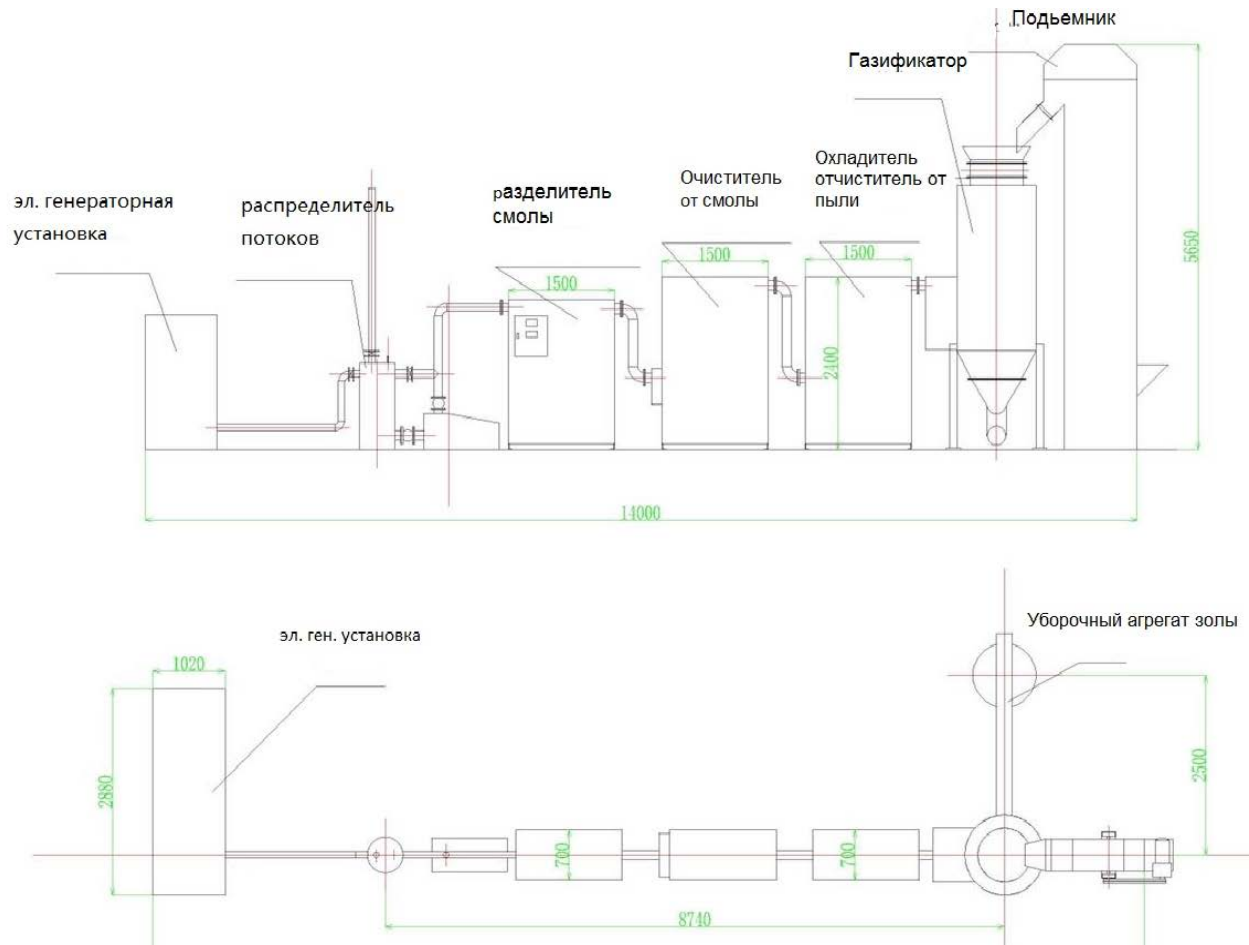 Подьемник
Газификатор
Охладитель
отчиститель от
пыли
Очиститель
от смолы
разделитель
смолы
эл. генераторная
установка
распределитель
потоков
1500
1500
1500
2400
5650
14000
эл. ген. установка
Уборочный агрегат золы
1020
2880
700
700
2500
8740